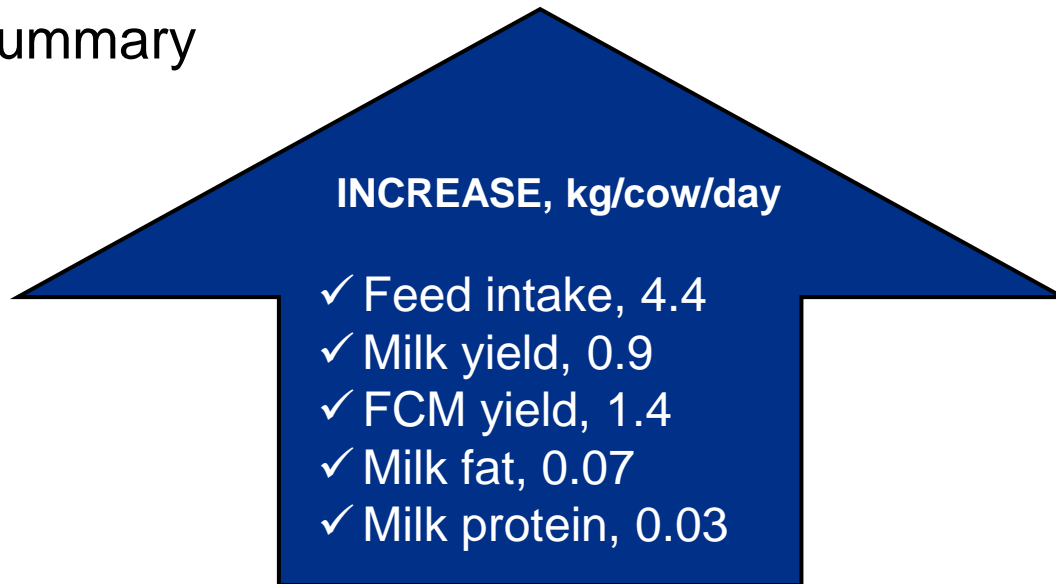 ummary
INCREASE, kg/cow/day
✓ Feed intake, 4.4
✓ Milk yield, 0.9
✓ FCM yield, 1.4
✓ Milk fat, 0.07
✓ Milk protein, 0.03